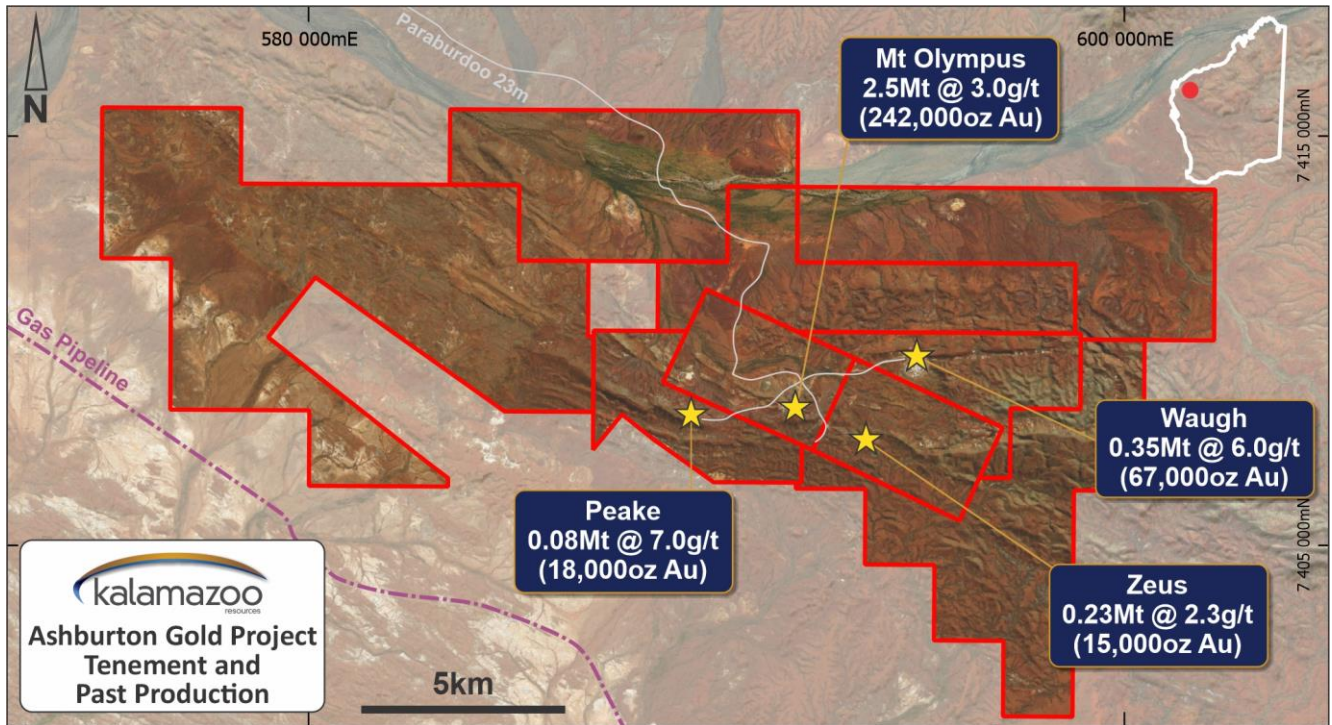 580 000mE
600 000mE
N
Paraburdoo 23m
Mt Olympus
2.5Mt @ 3.0g/t
(242,000oz Au)
7 415 000mN
Gas Pipeline
Waugh
0.35Mt @ 6.0g/t
(67,000oz Au)
Peake
0.08Mt @ 7.0g/t
(18,000oz Au)
7 405 000mN
Zeus
0.23Mt @ 2.3g/t
(15,000oz Au)
kalamazoo
resources
Ashburton Gold Project
Tenement and
Past Production
5km